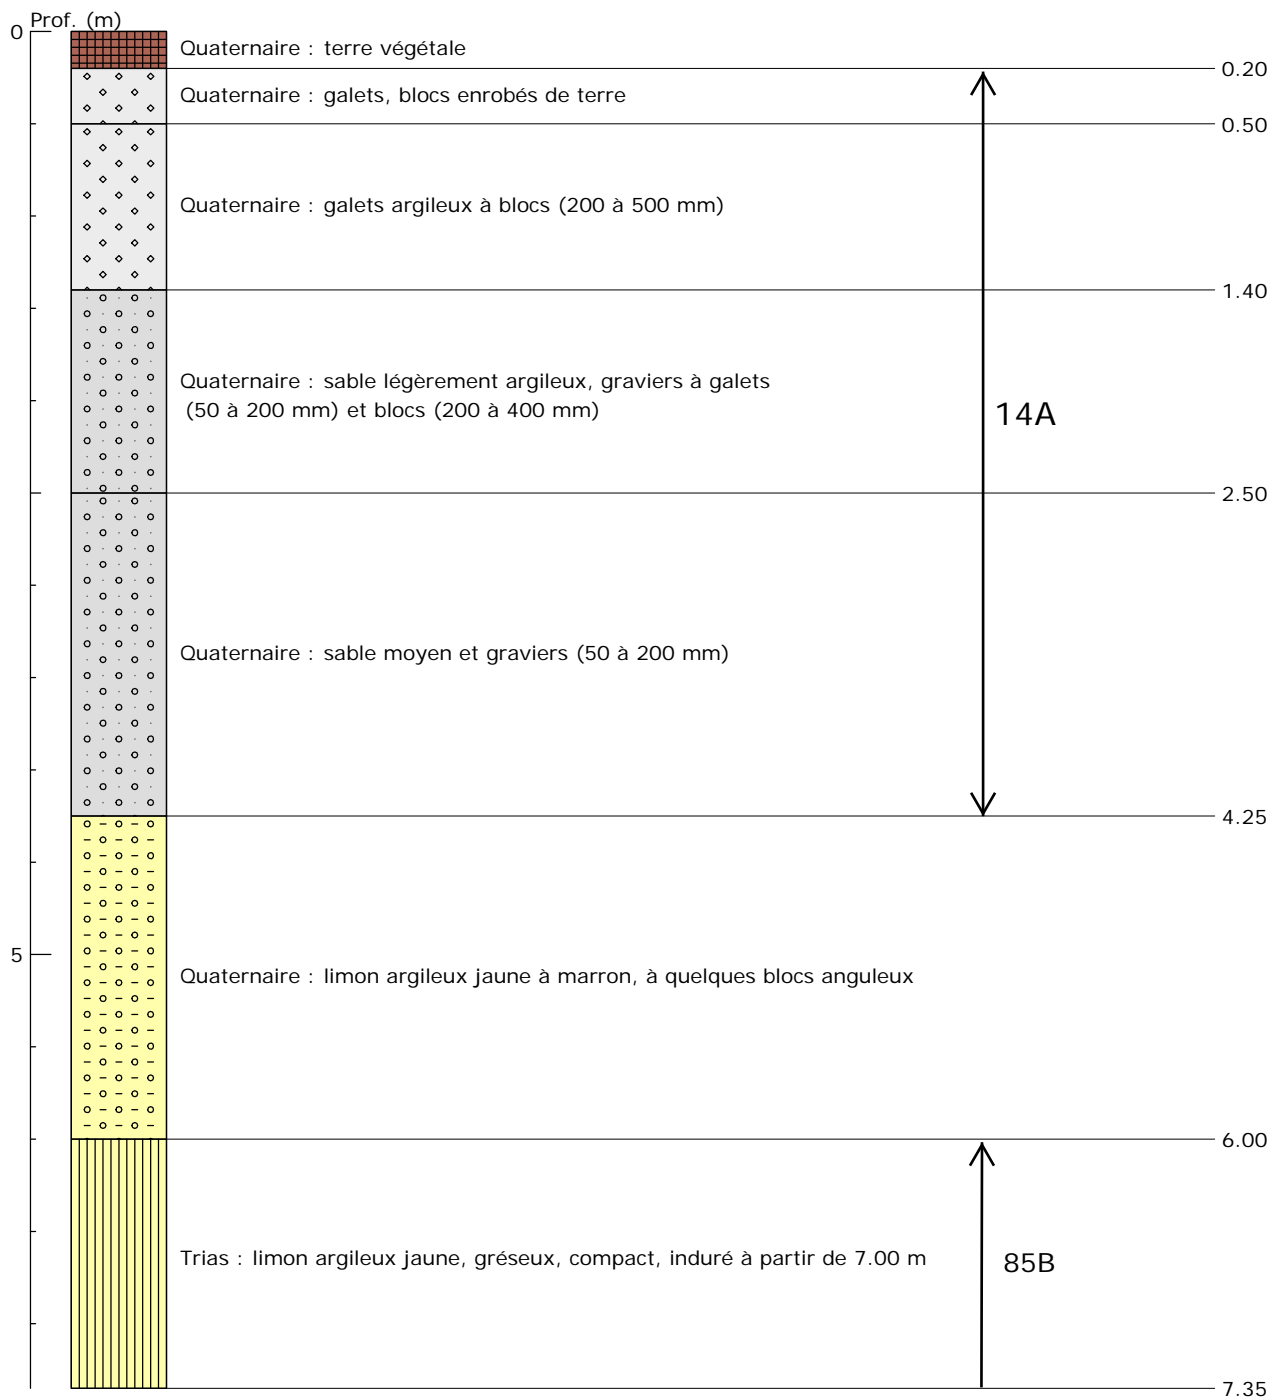 Prof. (m)
0
Quaternaire : terre végétale
0.20
Quaternaire : galets, blocs enrobés de terre
0.50
Quaternaire : galets argileux à blocs (200 à 500 mm)
1.40
Quaternaire : sable légèrement argileux, graviers à galets
(50 à 200 mm) et blocs (200 à 400 mm)
14A
2.50
Quaternaire : sable moyen et graviers (50 à 200 mm)
4.25
5
Quaternaire : limon argileux jaune à marron, à quelques blocs anguleux
6.00
Trias : limon argileux jaune, gréseux, compact, induré à partir de 7.00 m
85B
7.35